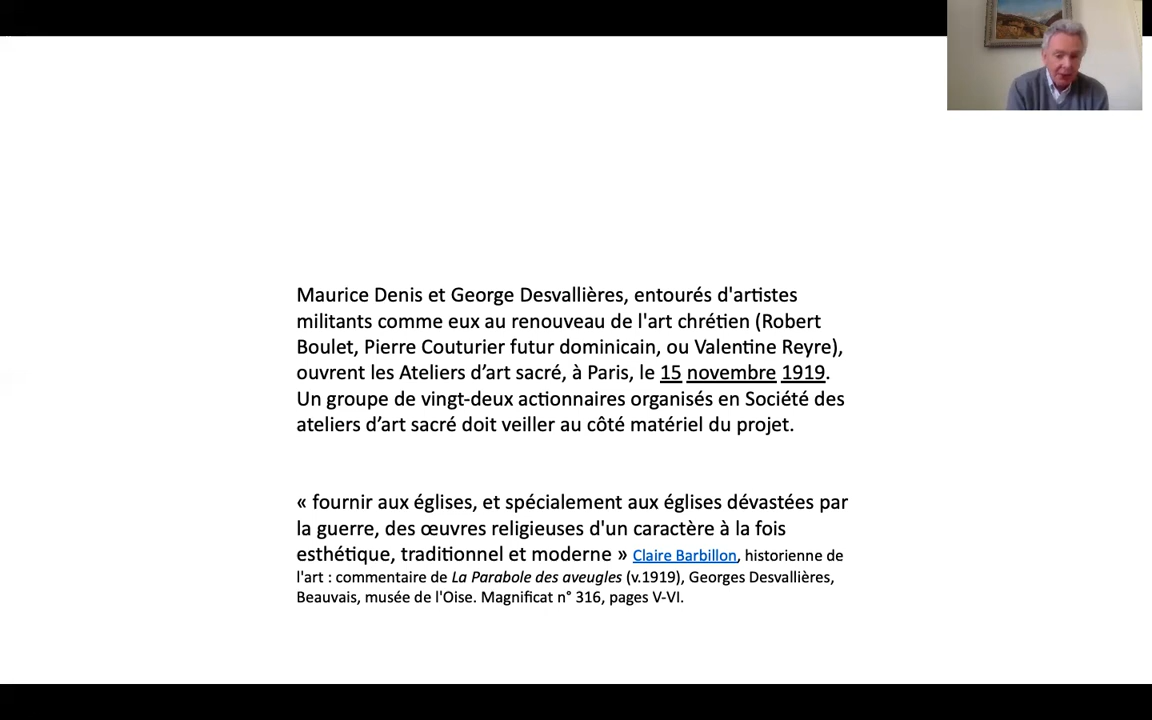 Maurice Denis et George Desvallières, entourés d'artistes
militants comme eux au renouveau de l'art chrétien (Robert
Boulet, Pierre Couturier futur dominicain, ou Valentine Reyre),
ouvrent les Ateliers d’art sacré, à Paris, le 15 novembre 1919.
Un groupe de vingt-deux actionnaires organisés en Société des
ateliers d’art sacré doit veiller au côté matériel du projet.
« fournir aux églises, et spécialement aux églises dévastées par
la guerre, des œuvres religieuses d'un caractère à la fois
esthétique, traditionnel et moderne » Claire Barbillon, historienne de
l'art : commentaire de La Parabole des aveugles (v.1919), Georges Desvallières,
Beauvais, musée de l'Oise. Magnificat n° 316, pages V-VI.